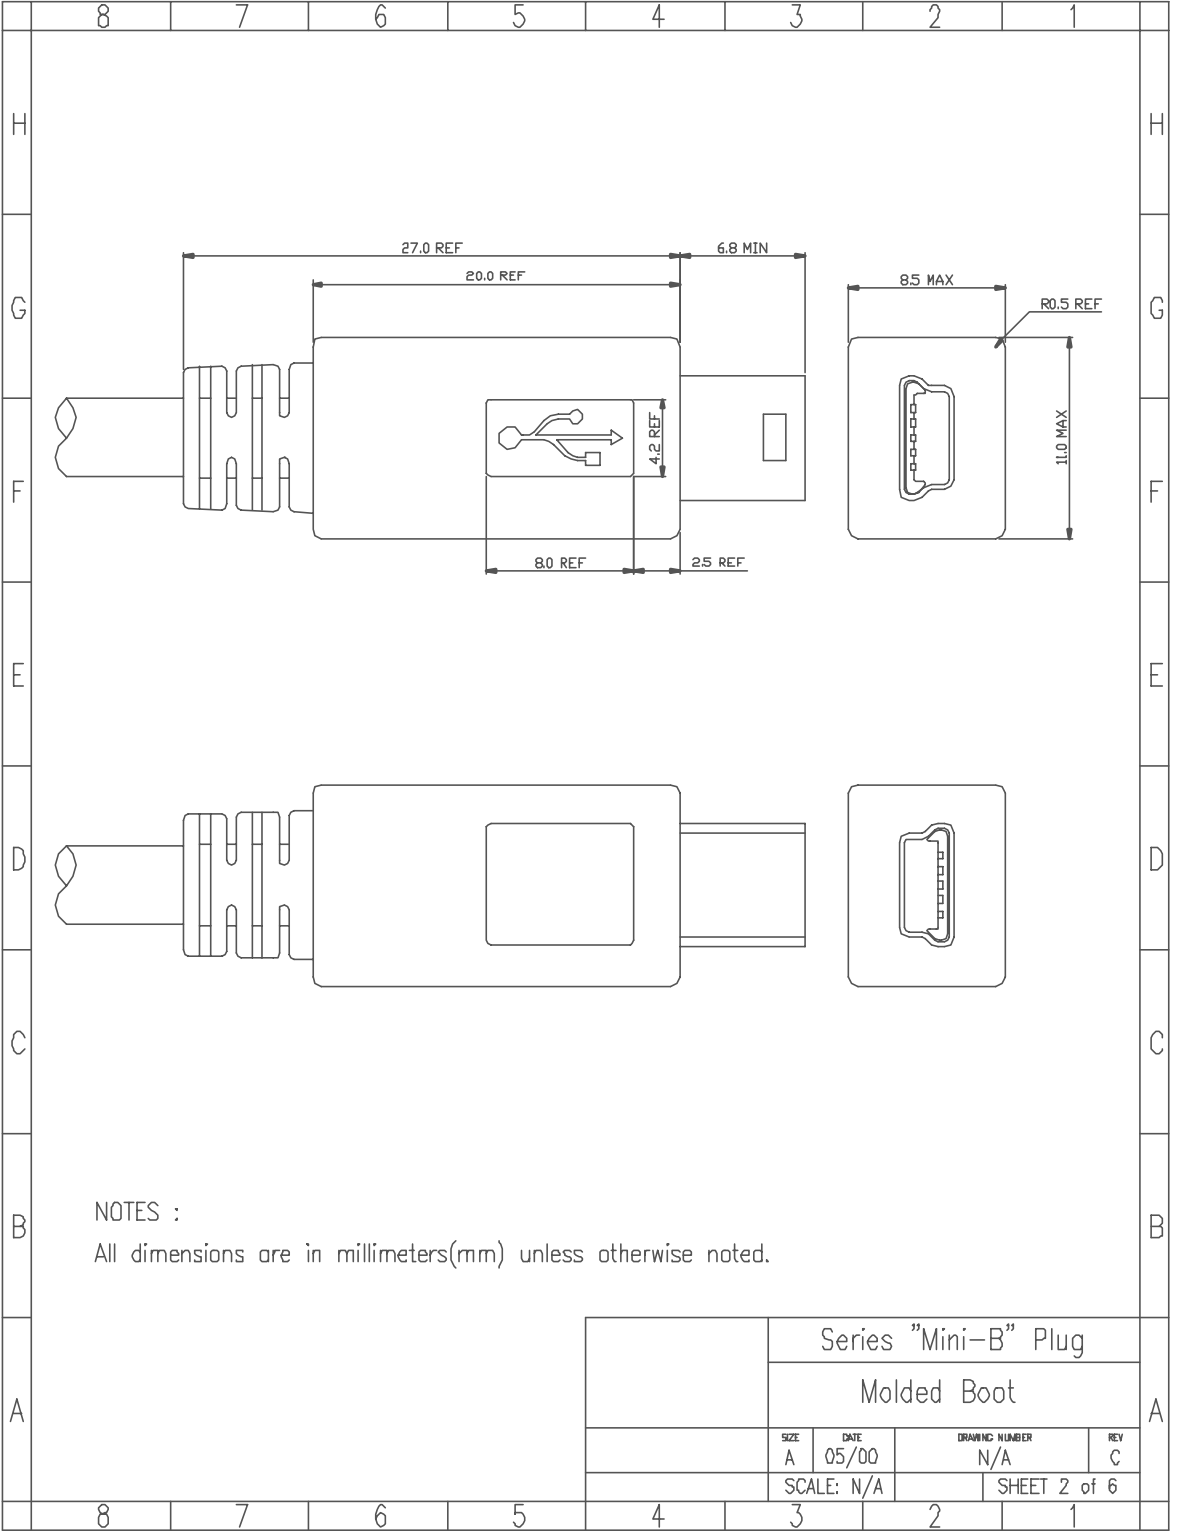 8 7 6 5 4 3 2 1
H H
27.0 REF
6.8 MIN
20.0 REF
8.5 MAX
R0.5 REF
G G
4.2 REF
11.0 MAX
F F
8.0 REF
2.5 REF
E E
D D
C C
NOTES :
B B
All dimensions are in millimeters(mm) unless otherwise noted.
Series "Mini-B" Plug
Molded Boot
A A
SIZE DATE DRAWING NUMBER REV
A 05/00 N/A C
SCALE: N/A SHEET 2 of 6
8 7 6 5 4 3 2 1